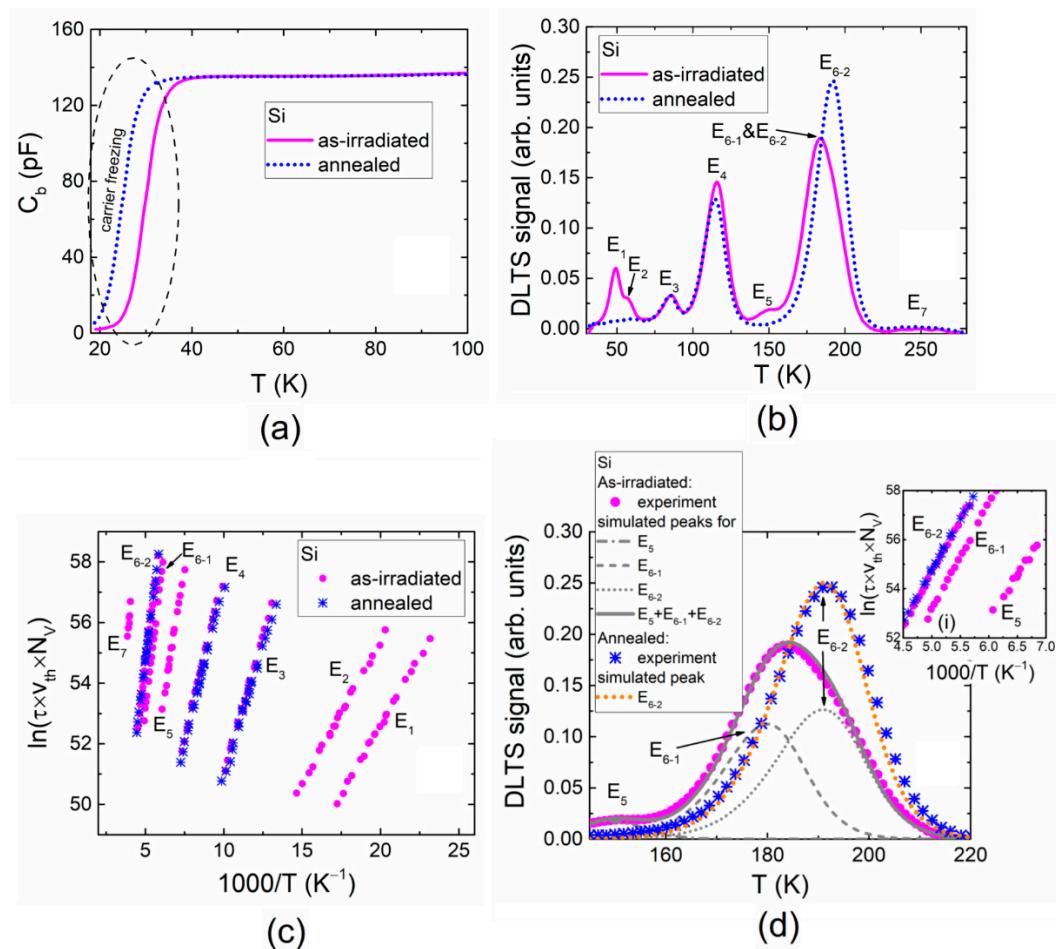 160
120
80
40
0
C_b (pF)
carrier freezing
Si
as-irradiated
annealed
20 40 60 80 100
T (K)
(a)
0.30
0.25
0.20
0.15
0.10
0.05
0.00
DLTS signal (arb. units)
Si
as-irradiated
annealed
E₁
E₂
E₃
E₄
E₅
E₆₋₁&E₆₋₂
E₆₋₂
E₇
50 100 150 200 250
T (K)
(b)
58
56
54
52
50
ln(τ×v_th×N_V)
E₆₋₂
E₆₋₁
E₄
E₇
E₅
E₃
E₂
E₁
Si
as-irradiated
annealed
5 10 15 20 25
1000/T (K⁻¹)
(c)
Si
As-irradiated:
experiment
simulated peaks for
E₅
E₆₋₁
E₆₋₂
E₅+E₆₋₁+E₆₋₂
Annealed:
experiment
simulated peak
E₆₋₂
0.30
0.25
0.20
0.15
0.10
0.05
0.00
DLTS signal (arb. units)
E₆₋₂
E₆₋₁
E₅
160 180 200 220
T (K)
58
56
54
52
ln(τ×v_th×N_V)
E₆₋₂
E₆₋₁
E₅
(i)
4.5 5.0 5.5 6.0 6.5 7.0
1000/T (K⁻¹)
(d)